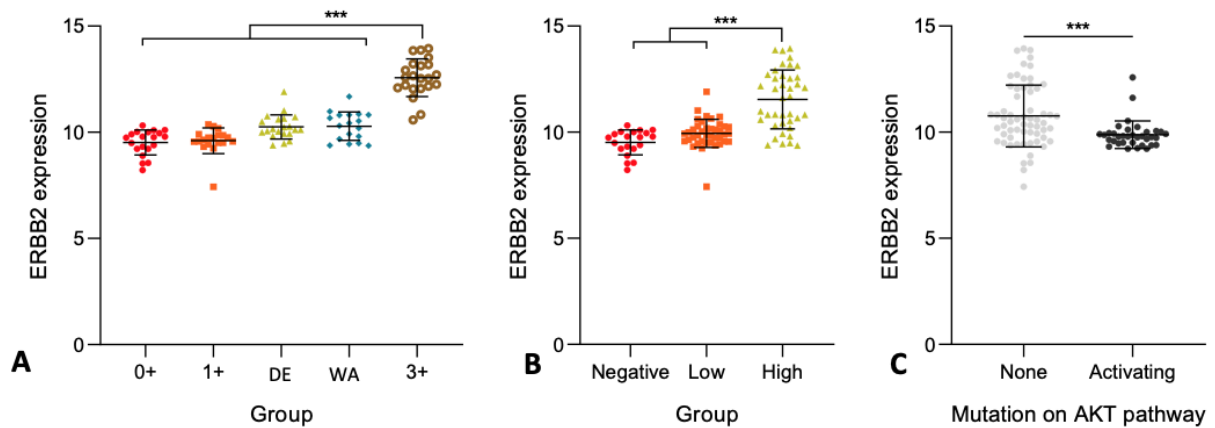 A
ERBB2 expression
15
10
5
0
***
0+ 1+ DE WA 3+
Group
B
ERBB2 expression
15
10
5
0
***
Negative Low High
Group
C
ERBB2 expression
15
10
5
0
***
None Activating
Mutation on AKT pathway